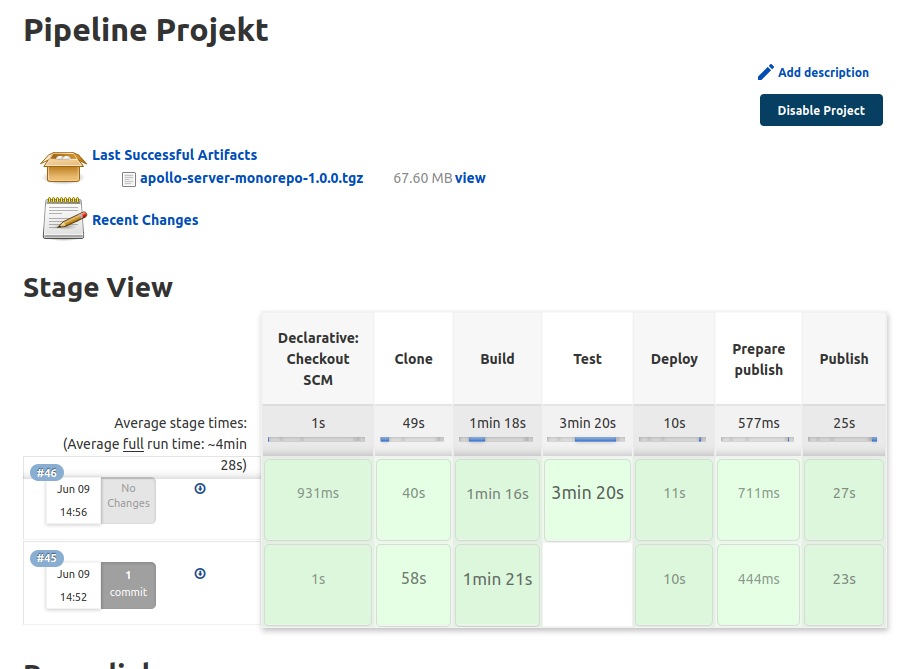 Pipeline Projekt
Add description
Disable Project
Last Successful Artifacts
apollo-server-monorepo-1.0.0.tgz 67.60 MB view
Recent Changes
Stage View
Declarative: Checkout SCM
Clone
Build
Test
Deploy
Prepare publish
Publish
Average stage times:
(Average full run time: ~4min 28s)
1s 49s 1min 18s 3min 20s 10s 577ms 25s
#46
Jun 09
14:56
No Changes
931ms 40s 1min 16s 3min 20s 11s 711ms 27s
#45
Jun 09
14:52
1 commit
1s 58s 1min 21s 10s 444ms 23s